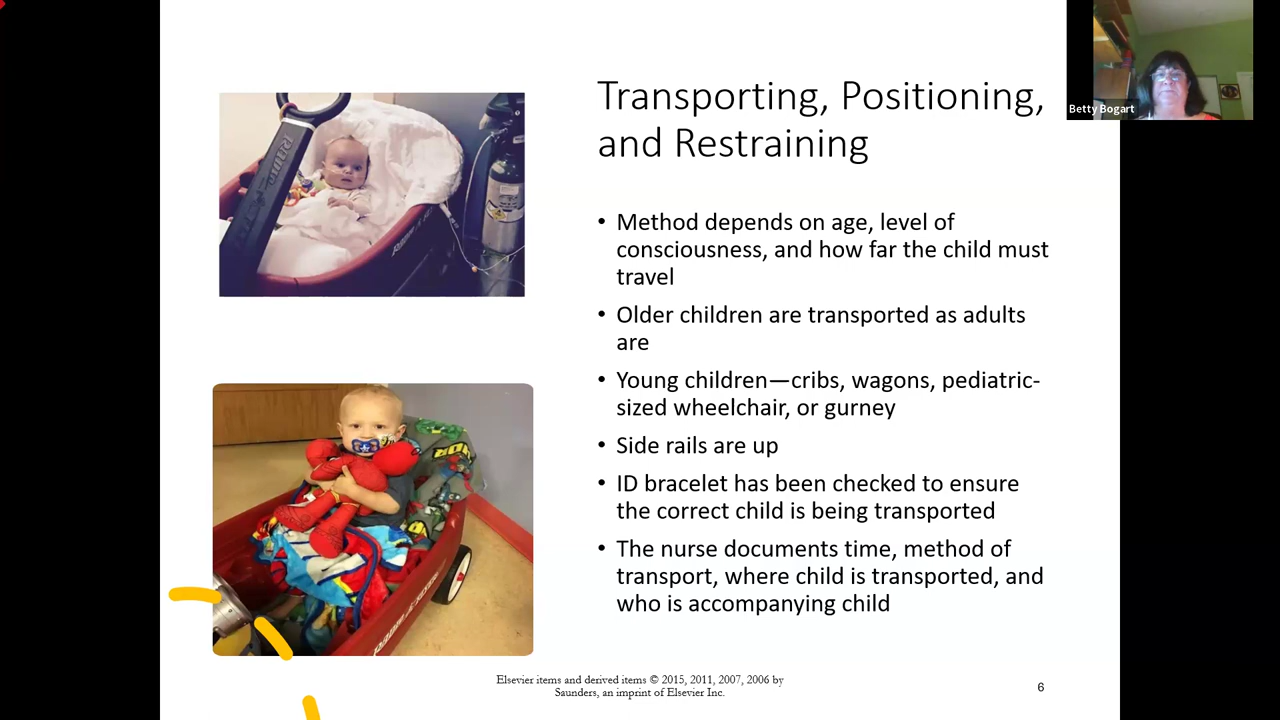 Transporting, Positioning,
and Restraining
• Method depends on age, level of
consciousness, and how far the child must
travel
• Older children are transported as adults
are
• Young children—cribs, wagons, pediatric-
sized wheelchair, or gurney
• Side rails are up
• ID bracelet has been checked to ensure
the correct child is being transported
• The nurse documents time, method of
transport, where child is transported, and
who is accompanying child
Elsevier items and derived items © 2015, 2011, 2007, 2006 by
Saunders, an imprint of Elsevier Inc.
6
Betty Bogart